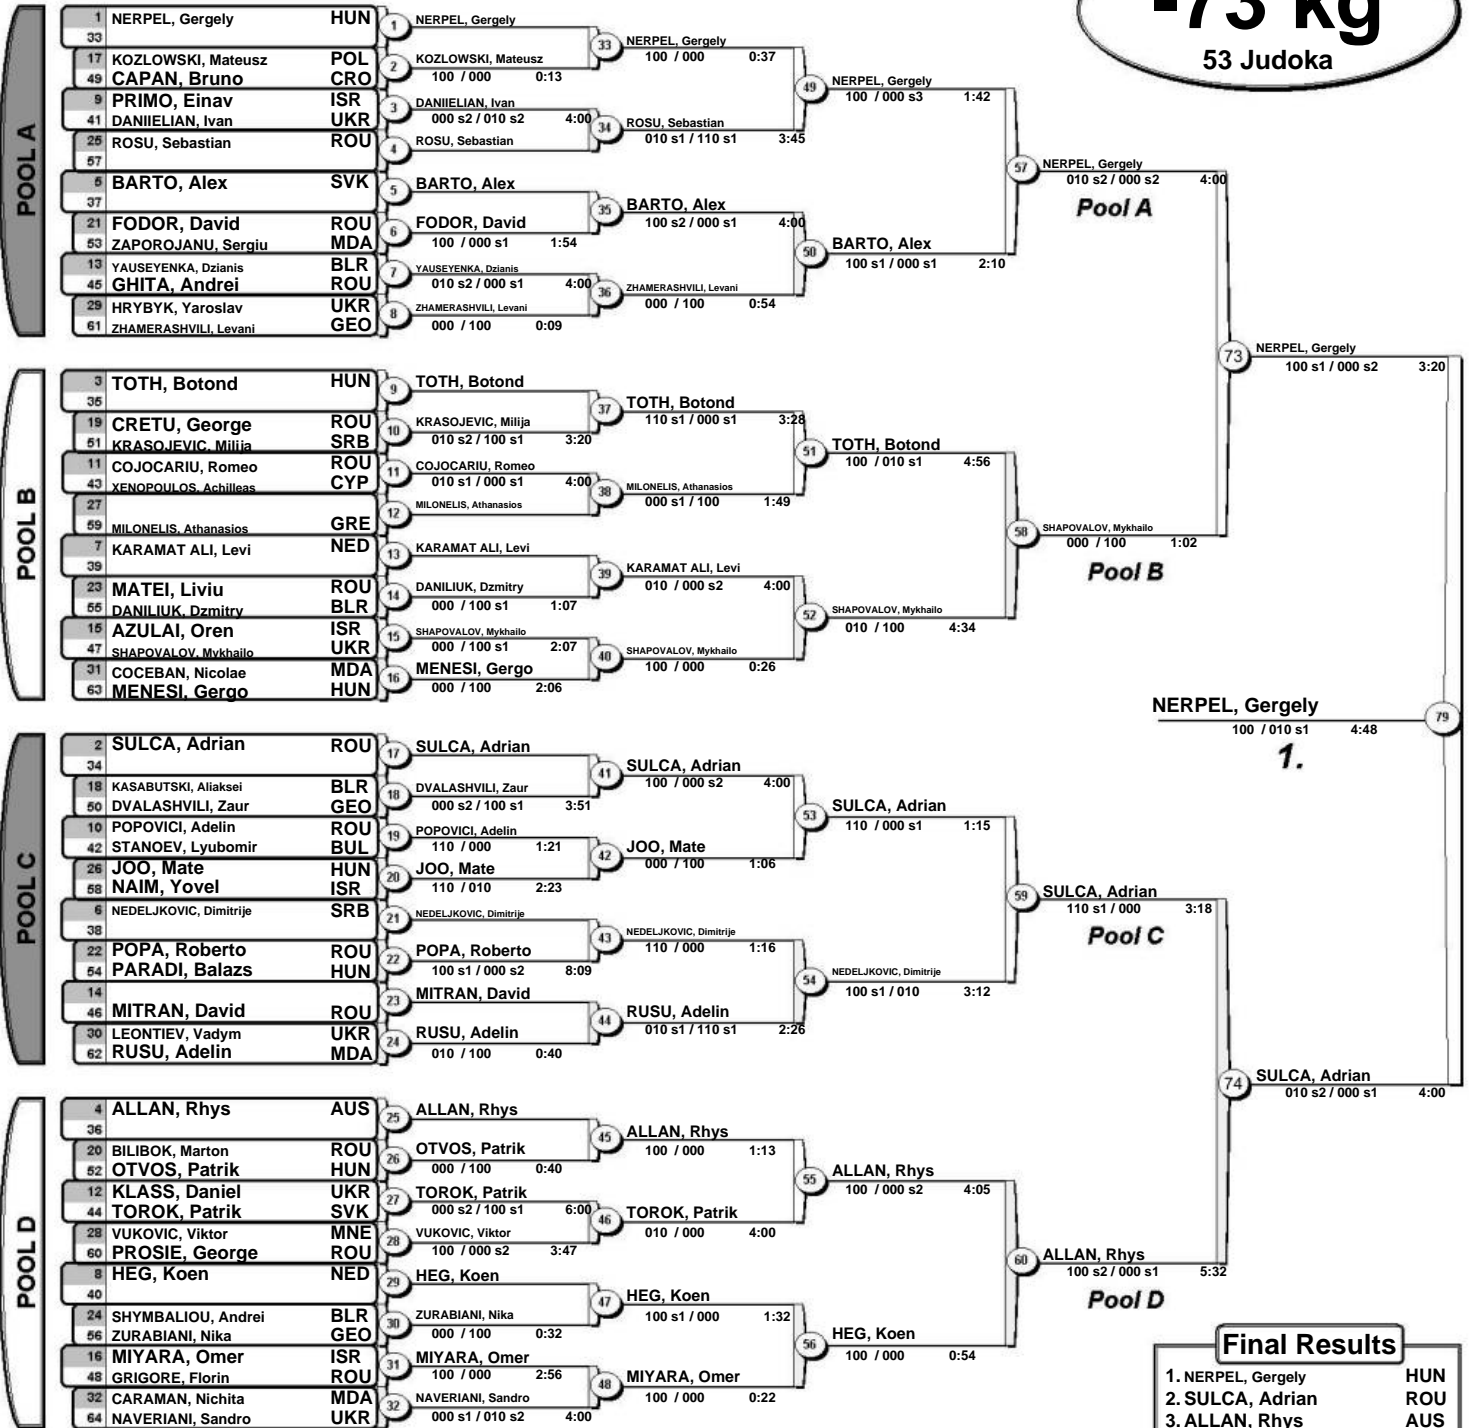 -73 kg
53 Judoka
POOL A
1 NERPEL, Gergely HUN
33
17 KOZLOWSKI, Mateusz POL
49 CAPAN, Bruno CRO
9 PRIMO, Einav ISR
41 DANIIELIAN, Ivan UKR
25 ROSU, Sebastian ROU
57
5 BARTO, Alex SVK
37
21 FODOR, David ROU
53 ZAPOROJANU, Sergiu MDA
13 YAUSEYENKA, Dzianis BLR
45 GHITA, Andrei ROU
29 HRYBYK, Yaroslav UKR
61 ZHAMERASHVILI, Levani GEO
1 NERPEL, Gergely
2 KOZLOWSKI, Mateusz
100 / 000 0:13
3 DANIIELIAN, Ivan
000 s2 / 010 s2 4:00
4 ROSU, Sebastian
5 BARTO, Alex
6 FODOR, David
100 / 000 s1 1:54
7 YAUSEYENKA, Dzianis
010 s2 / 000 s1 4:00
8 ZHAMERASHVILI, Levani
000 / 100 0:09
33 NERPEL, Gergely
100 / 000 0:37
34 ROSU, Sebastian
010 s1 / 110 s1 3:45
35 BARTO, Alex
100 s2 / 000 s1 4:00
36 ZHAMERASHVILI, Levani
000 / 100 0:54
49 NERPEL, Gergely
100 / 000 s3 1:42
50 BARTO, Alex
100 s1 / 000 s1 2:10
57 NERPEL, Gergely
010 s2 / 000 s2 4:00
Pool A
POOL B
3 TOTH, Botond HUN
35
19 CRETU, George ROU
51 KRASOJEVIC, Milija SRB
11 COJOCARIU, Romeo ROU
43 XENOPOULOS, Achilleas CYP
27
59 MILONELIS, Athanasios GRE
7 KARAMAT ALI, Levi NED
39
23 MATEI, Liviu ROU
55 DANILIUK, Dzmitry BLR
15 AZULAI, Oren ISR
47 SHAPOVALOV, Mykhailo UKR
31 COCEBAN, Nicolae MDA
63 MENESI, Gergo HUN
9 TOTH, Botond
10 KRASOJEVIC, Milija
010 s2 / 100 s1 3:20
11 COJOCARIU, Romeo
010 s1 / 000 s1 4:00
12 MILONELIS, Athanasios
13 KARAMAT ALI, Levi
14 DANILIUK, Dzmitry
000 / 100 s1 1:07
15 SHAPOVALOV, Mykhailo
000 / 100 s1 2:07
16 MENESI, Gergo
000 / 100 2:06
37 TOTH, Botond
110 s1 / 000 s1 3:28
38 MILONELIS, Athanasios
000 s1 / 100 1:49
39 KARAMAT ALI, Levi
010 / 000 s2 4:00
40 SHAPOVALOV, Mykhailo
100 / 000 0:26
51 TOTH, Botond
100 / 010 s1 4:56
52 SHAPOVALOV, Mykhailo
010 / 100 4:34
58 SHAPOVALOV, Mykhailo
000 / 100 1:02
Pool B
73 NERPEL, Gergely
100 s1 / 000 s2 3:20
POOL C
2 SULCA, Adrian ROU
34
18 KASABUTSKI, Aliaksei BLR
50 DVALASHVILI, Zaur GEO
10 POPOVICI, Adelin ROU
42 STANOEV, Lyubomir BUL
26 JOO, Mate HUN
58 NAIM, Yovel ISR
6 NEDELJKOVIC, Dimitrije SRB
38
22 POPA, Roberto ROU
54 PARADI, Balazs HUN
14
46 MITRAN, David ROU
30 LEONTIEV, Vadym UKR
62 RUSU, Adelin MDA
17 SULCA, Adrian
18 DVALASHVILI, Zaur
000 s2 / 100 s1 3:51
19 POPOVICI, Adelin
110 / 000 1:21
20 JOO, Mate
110 / 010 2:23
21 NEDELJKOVIC, Dimitrije
22 POPA, Roberto
100 s1 / 000 s2 8:09
23 MITRAN, David
24 RUSU, Adelin
010 / 100 0:40
41 SULCA, Adrian
100 / 000 s2 4:00
42 JOO, Mate
000 / 100 1:06
43 NEDELJKOVIC, Dimitrije
110 / 000 1:16
44 RUSU, Adelin
010 s1 / 110 s1 2:26
53 SULCA, Adrian
110 / 000 s1 1:15
54 NEDELJKOVIC, Dimitrije
100 s1 / 010 3:12
59 SULCA, Adrian
110 s1 / 000 3:18
Pool C
79 NERPEL, Gergely
100 / 010 s1 4:48
1.
POOL D
4 ALLAN, Rhys AUS
36
20 BILIBOK, Marton ROU
52 OTVOS, Patrik HUN
12 KLASS, Daniel UKR
44 TOROK, Patrik SVK
28 VUKOVIC, Viktor MNE
60 PROSIE, George ROU
8 HEG, Koen NED
40
24 SHYMBALIOU, Andrei BLR
56 ZURABIANI, Nika GEO
16 MIYARA, Omer ISR
48 GRIGORE, Florin ROU
32 CARAMAN, Nichita MDA
64 NAVERIANI, Sandro UKR
25 ALLAN, Rhys
26 OTVOS, Patrik
000 / 100 0:40
27 TOROK, Patrik
000 s2 / 100 s1 6:00
28 VUKOVIC, Viktor
100 / 000 s2 3:47
29 HEG, Koen
30 ZURABIANI, Nika
000 / 100 0:32
31 MIYARA, Omer
100 / 000 2:56
32 NAVERIANI, Sandro
000 s1 / 010 s2 4:00
45 ALLAN, Rhys
100 / 000 1:13
46 TOROK, Patrik
010 / 000 4:00
47 HEG, Koen
100 s1 / 000 1:32
48 MIYARA, Omer
100 / 000 0:22
55 ALLAN, Rhys
100 / 000 s2 4:05
56 HEG, Koen
100 / 000 0:54
60 ALLAN, Rhys
100 s2 / 000 s1 5:32
Pool D
74 SULCA, Adrian
010 s2 / 000 s1 4:00
Final Results
1. NERPEL, Gergely HUN
2. SULCA, Adrian ROU
3. ALLAN, Rhys AUS